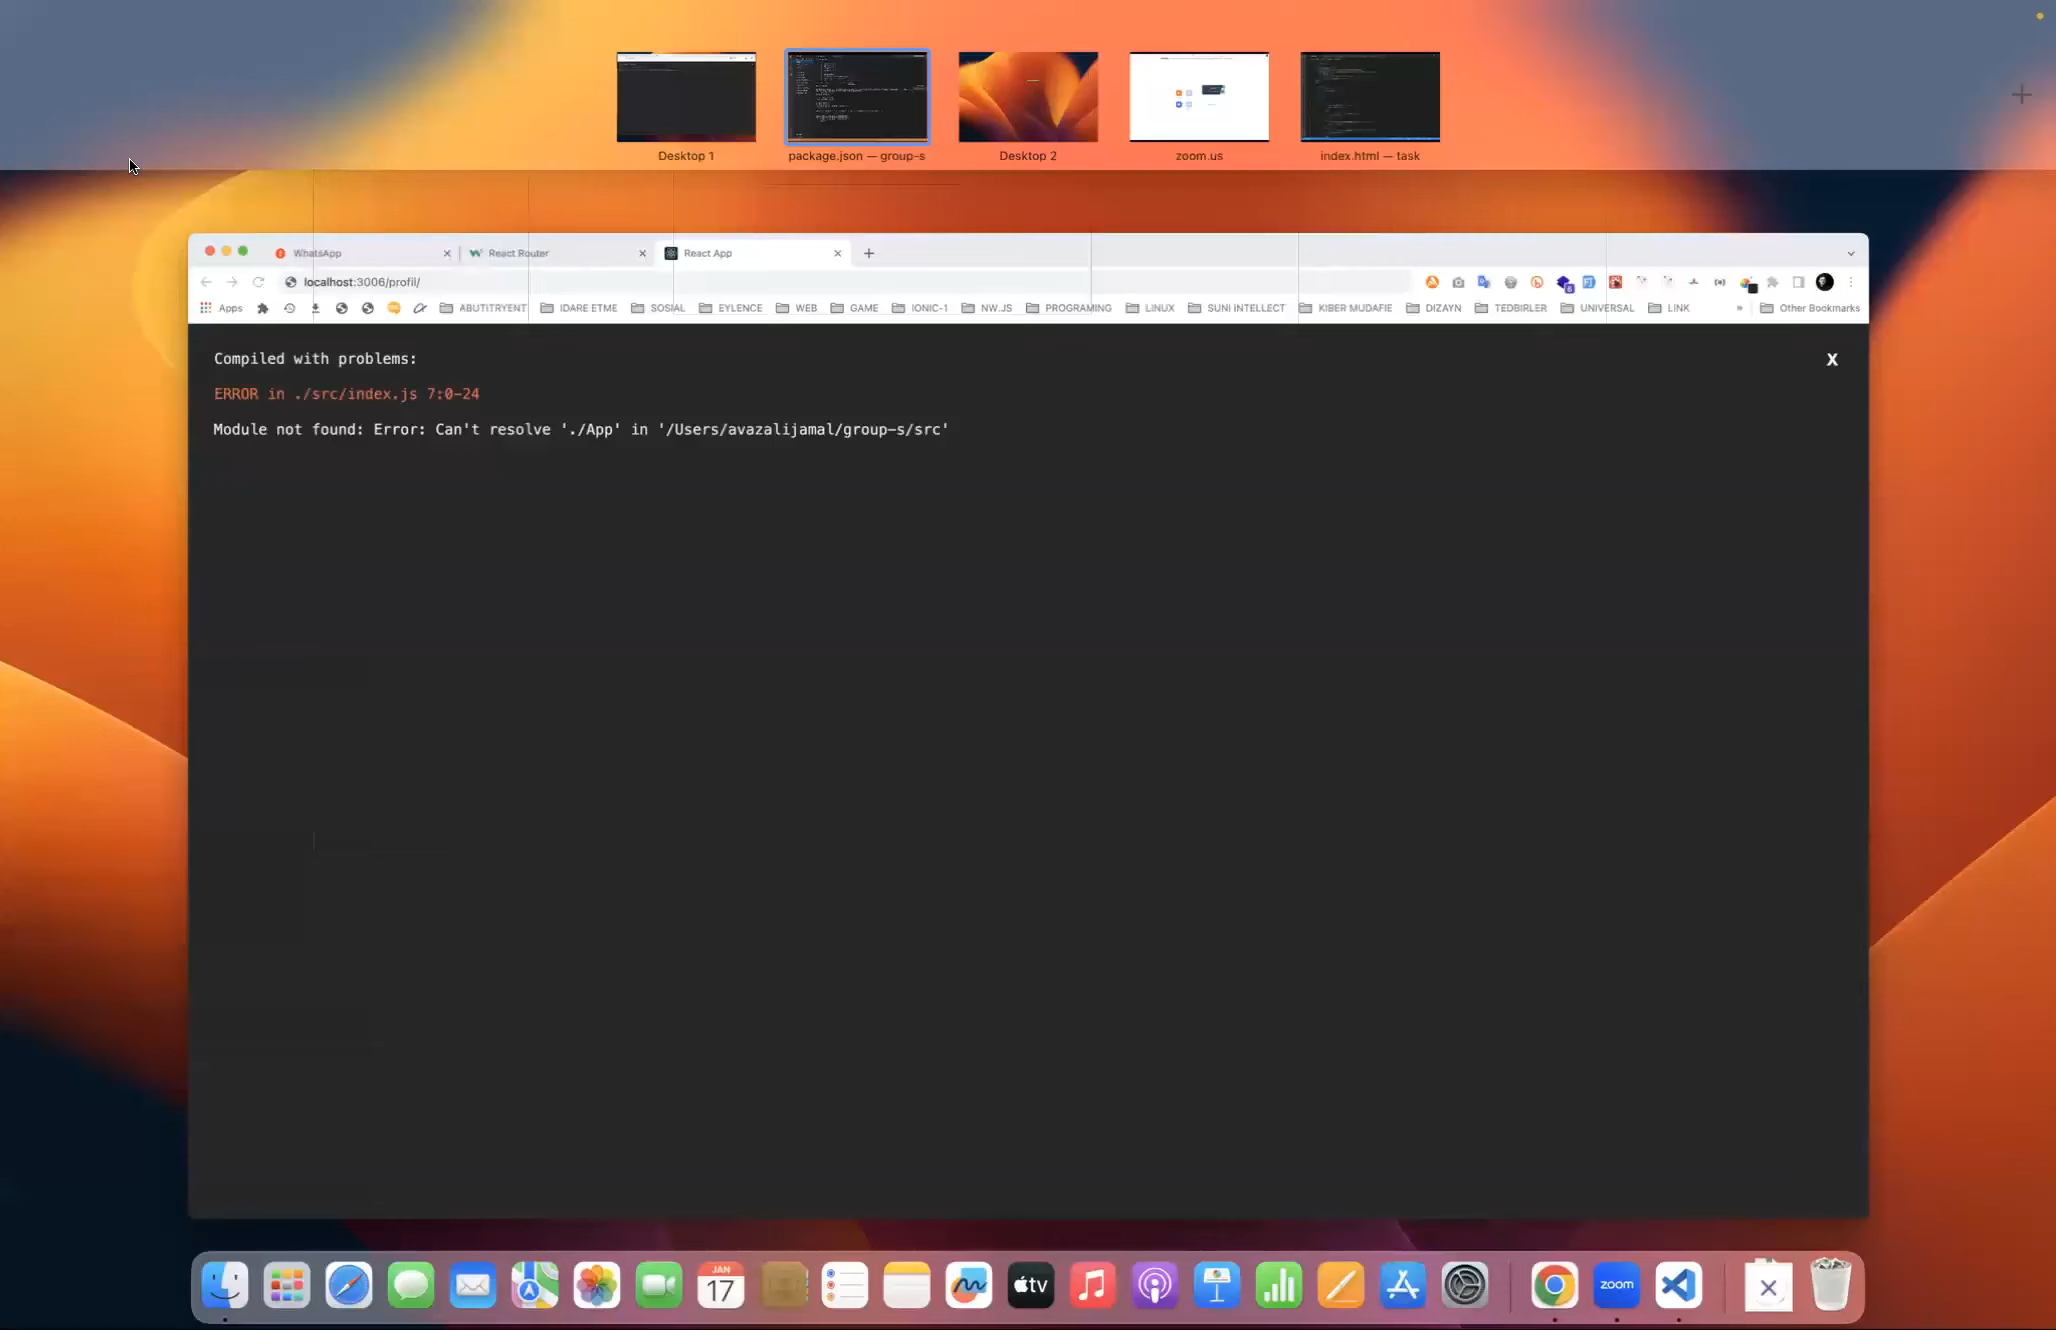 Desktop 1
package.json — group-s
Desktop 2
zoom.us
index.html — task
WhatsApp
React Router
React App
localhost:3006/profil/
Apps
ABUTITRYENT
IDARE ETME
SOSIAL
EYLENCE
WEB
GAME
IONIC-1
NW.JS
PROGRAMING
LINUX
SUNI INTELLECT
KIBER MUDAFIE
DIZAYN
TEDBIRLER
UNIVERSAL
LINK
»
Other Bookmarks
Compiled with problems:
X
ERROR in ./src/index.js 7:0-24
Module not found: Error: Can't resolve './App' in '/Users/avazalijamal/group-s/src'
JAN
17
tv
zoom